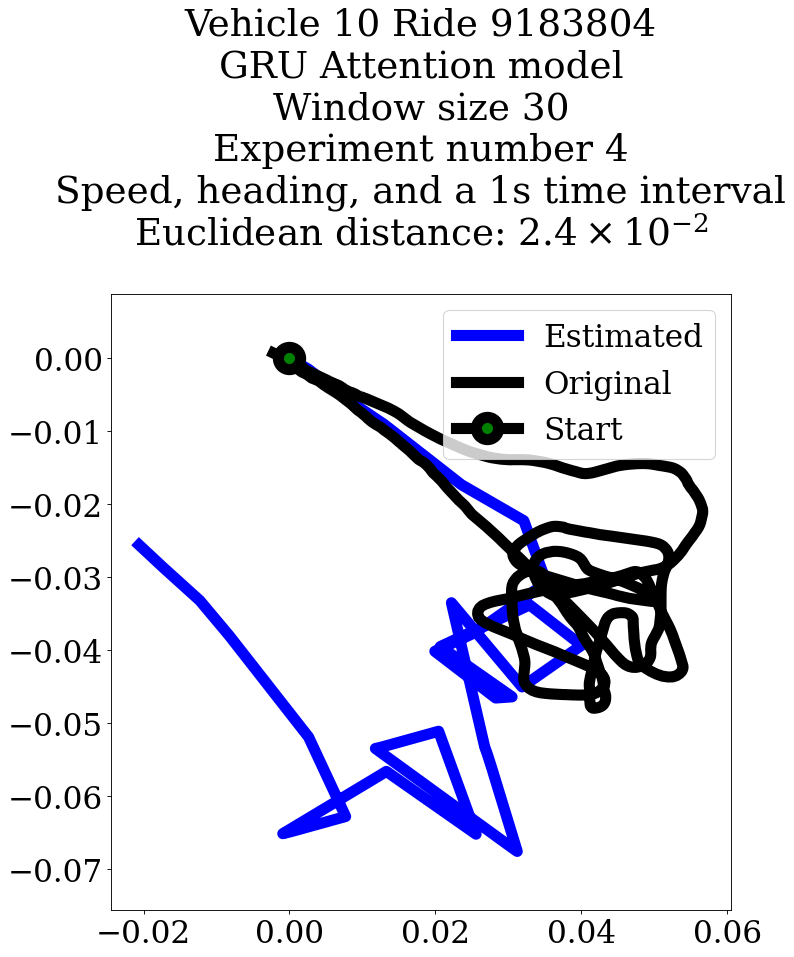 Vehicle 10 Ride 9183804
GRU Attention model
Window size 30
Experiment number 4
Speed, heading, and a 1s time interval
Euclidean distance: 2.4 × 10⁻²
Estimated
Original
Start
0.00
−0.01
−0.02
−0.03
−0.04
−0.05
−0.06
−0.07
−0.02 0.00 0.02 0.04 0.06